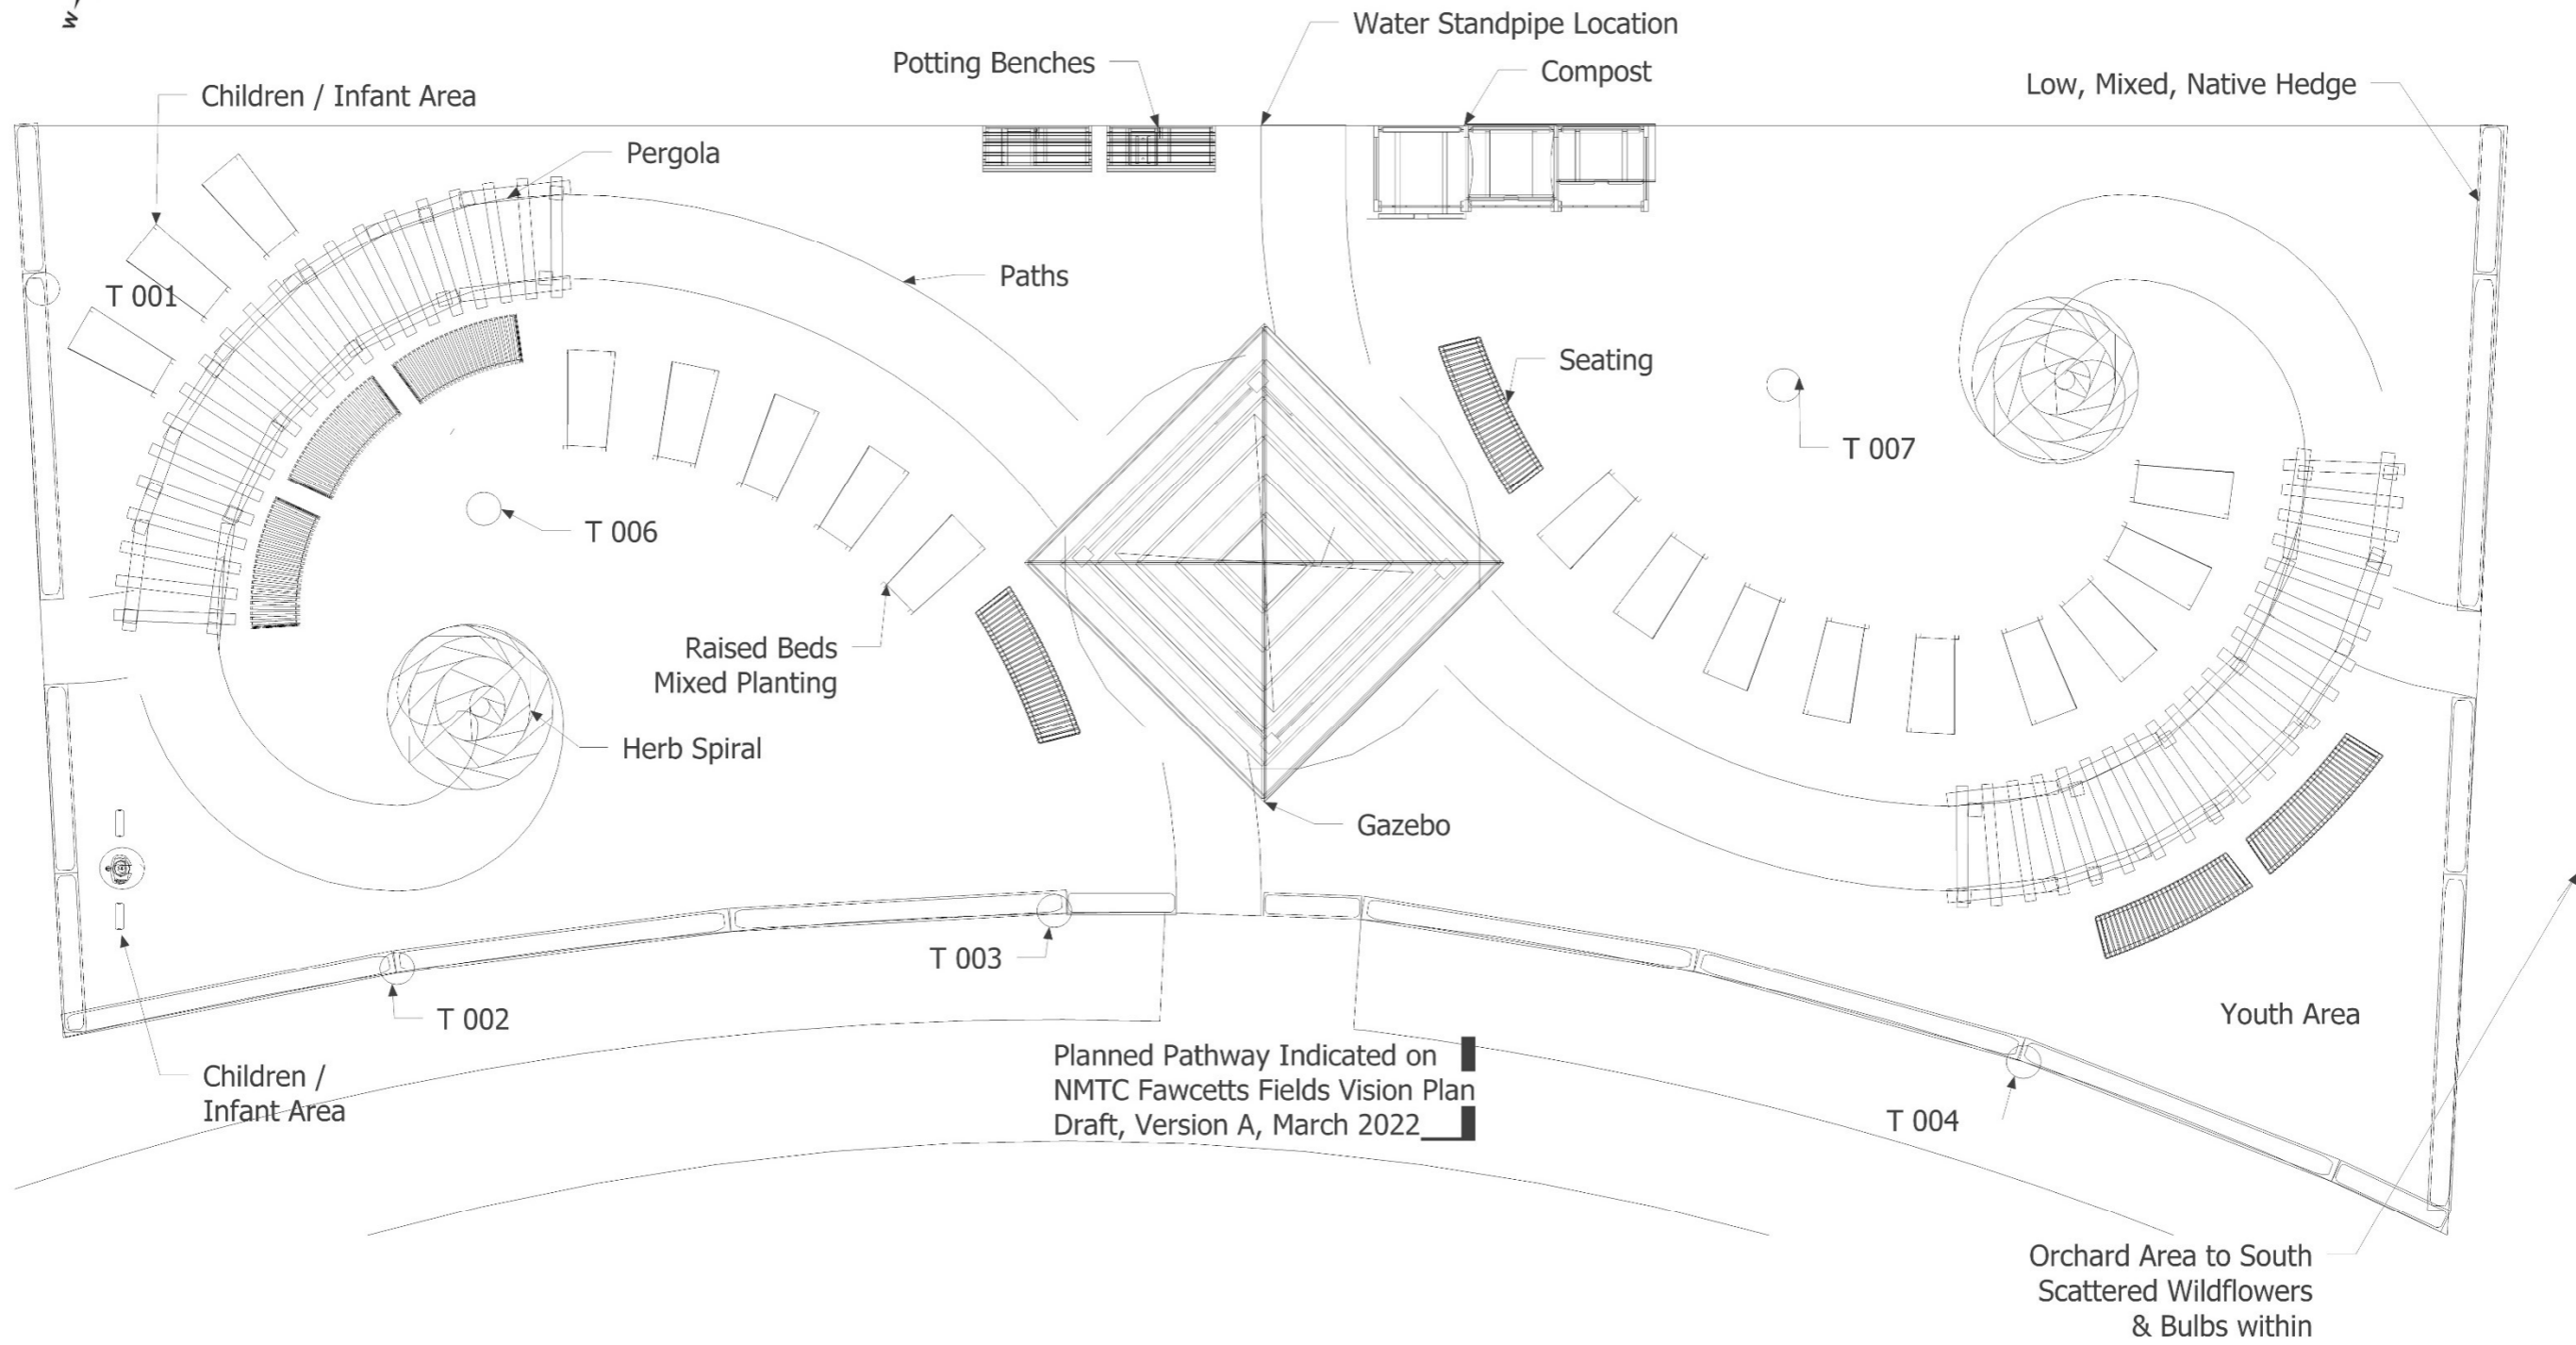 W
Water Standpipe Location
Potting Benches
Compost
Low, Mixed, Native Hedge
Children / Infant Area
Pergola
Paths
T 001
Seating
T 007
T 006
Raised Beds
Mixed Planting
Herb Spiral
Gazebo
T 003
T 002
Youth Area
Planned Pathway Indicated on
NMTC Fawcetts Fields Vision Plan
Draft, Version A, March 2022
Children /
Infant Area
T 004
Orchard Area to South
Scattered Wildflowers
& Bulbs within